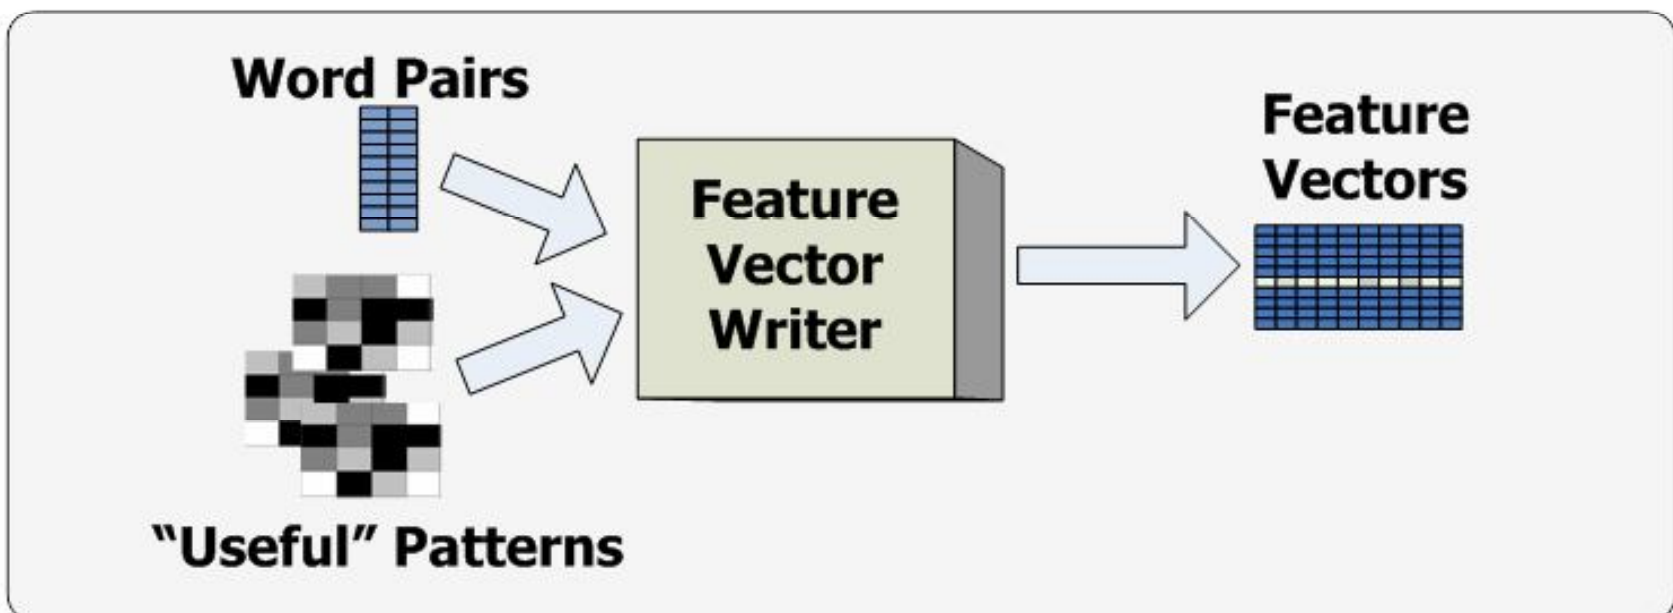 Word Pairs
"Useful" Patterns
Feature
Vector
Writer
Feature
Vectors